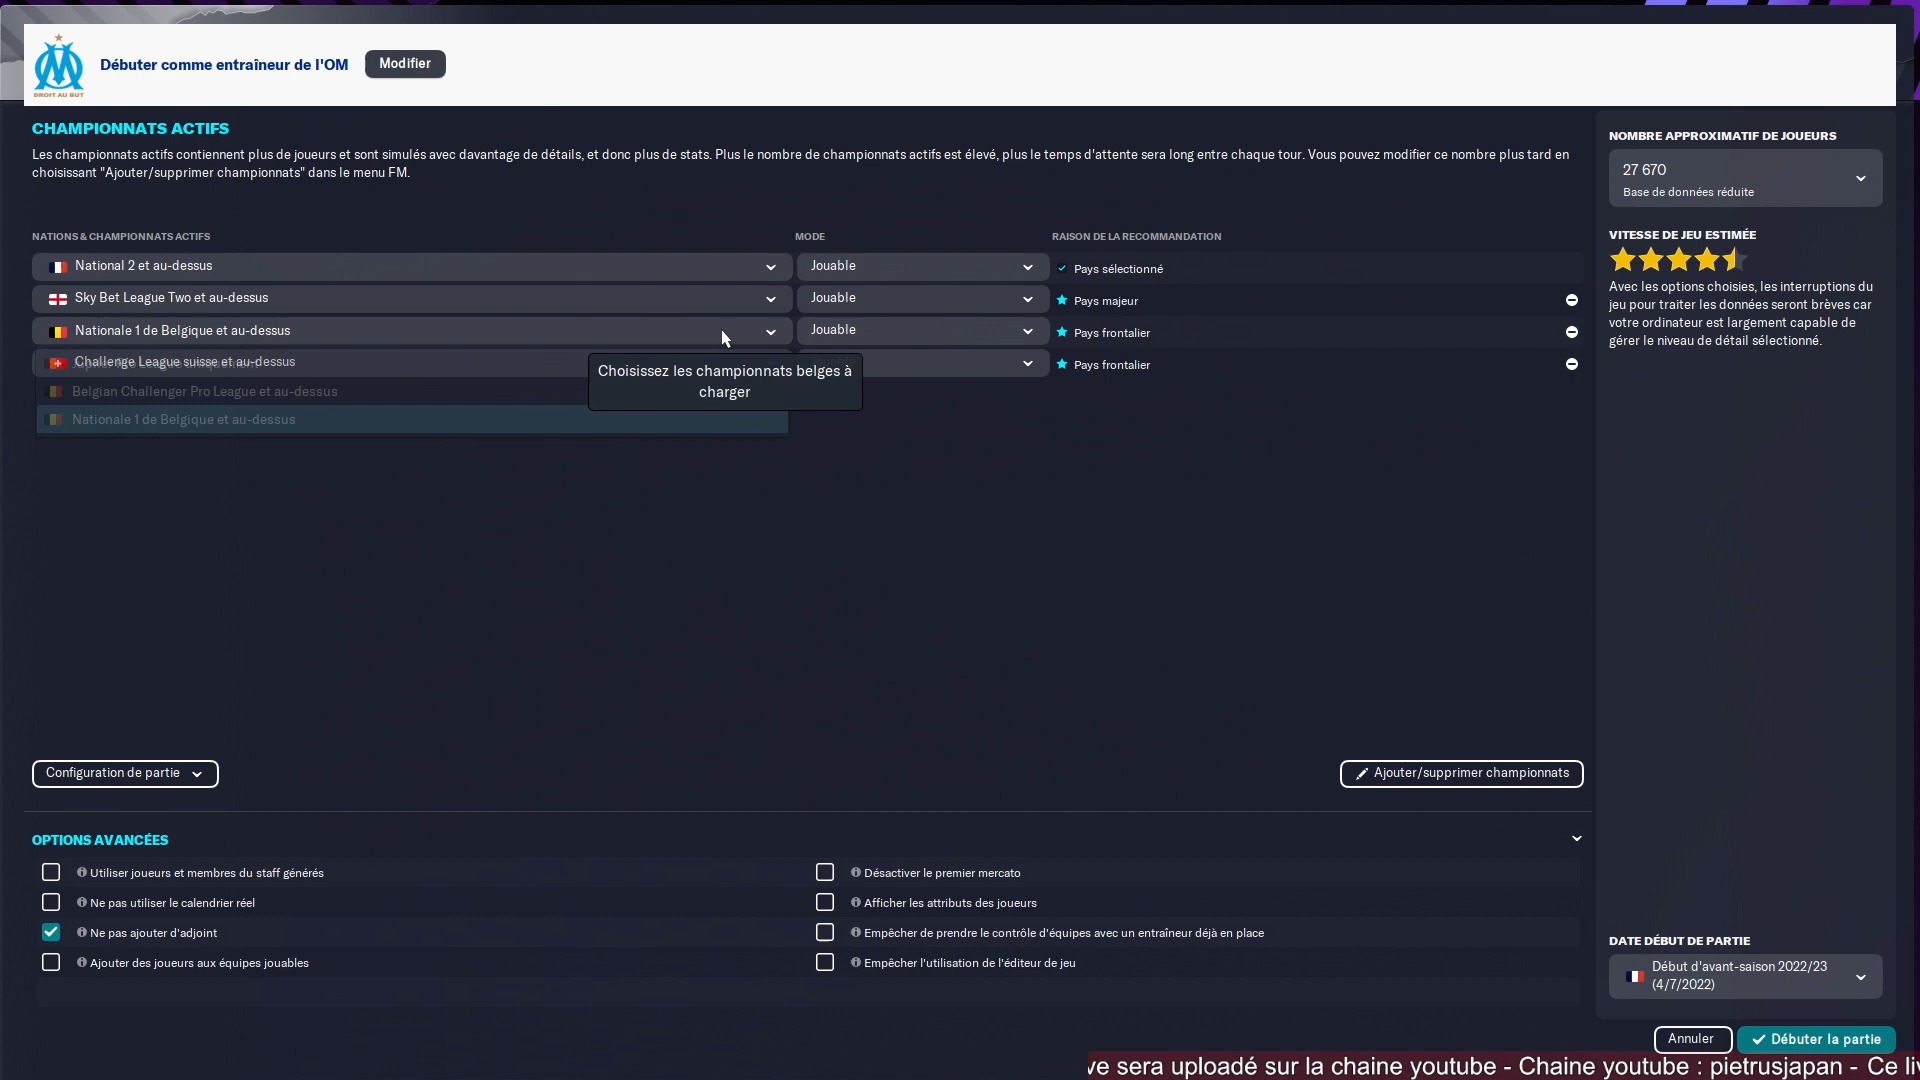 DROIT AU BUT
Débuter comme entraîneur de l'OM
Modifier
CHAMPIONNATS ACTIFS
Les championnats actifs contiennent plus de joueurs et sont simulés avec davantage de détails, et donc plus de stats. Plus le nombre de championnats actifs est élevé, plus le temps d'attente sera long entre chaque tour. Vous pouvez modifier ce nombre plus tard en
choisissant "Ajouter/supprimer championnats" dans le menu FM.
NATIONS & CHAMPIONNATS ACTIFS MODE RAISON DE LA RECOMMANDATION
National 2 et au-dessus Jouable Pays sélectionné
Sky Bet League Two et au-dessus Jouable Pays majeur
Nationale 1 de Belgique et au-dessus Jouable Pays frontalier
Challenge League suisse et au-dessus Pays frontalier
Belgian Challenger Pro League et au-dessus
Nationale 1 de Belgique et au-dessus
Choisissez les championnats belges à
charger
Configuration de partie
Ajouter/supprimer championnats
OPTIONS AVANCÉES
Utiliser joueurs et membres du staff générés
Désactiver le premier mercato
Ne pas utiliser le calendrier réel
Afficher les attributs des joueurs
Ne pas ajouter d'adjoint
Empêcher de prendre le contrôle d'équipes avec un entraîneur déjà en place
Ajouter des joueurs aux équipes jouables
Empêcher l'utilisation de l'éditeur de jeu
NOMBRE APPROXIMATIF DE JOUEURS
27 670
Base de données réduite
VITESSE DE JEU ESTIMÉE
Avec les options choisies, les interruptions du
jeu pour traiter les données seront brèves car
votre ordinateur est largement capable de
gérer le niveau de détail sélectionné.
DATE DÉBUT DE PARTIE
Début d'avant-saison 2022/23
(4/7/2022)
Annuler
Débuter la partie
ve sera uploadé sur la chaine youtube - Chaine youtube : pietrusjapan - Ce li